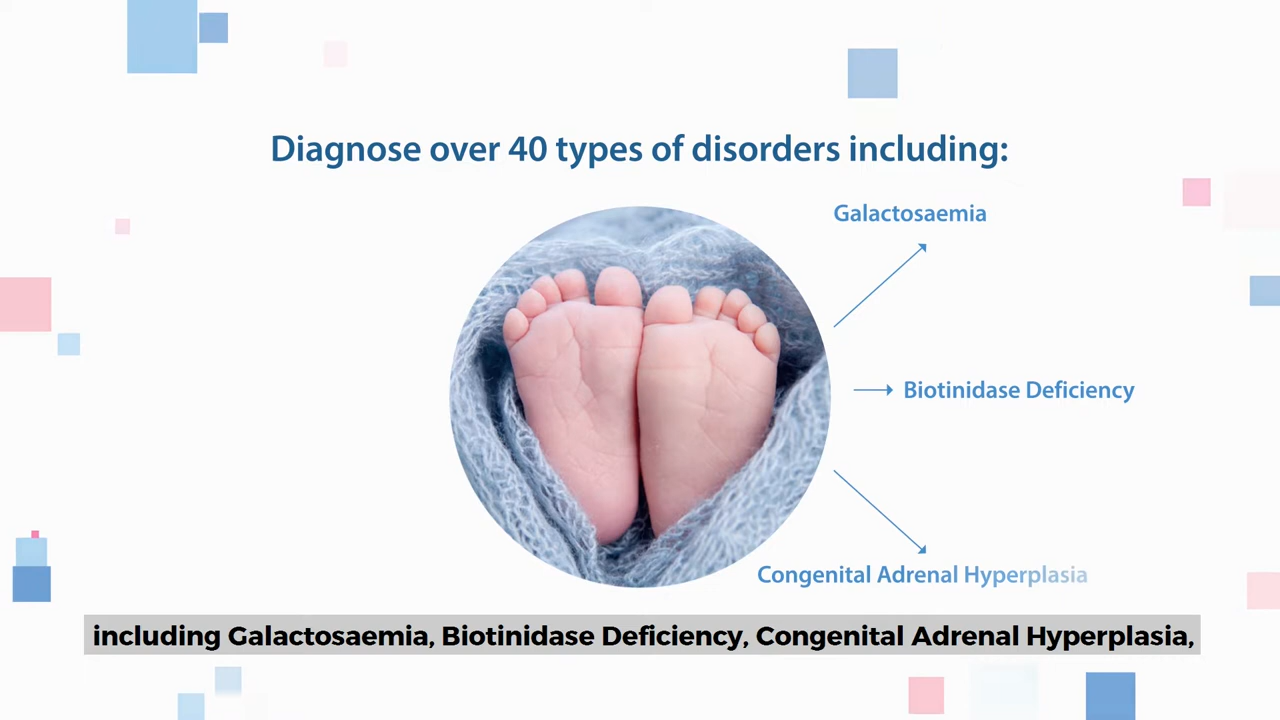 Diagnose over 40 types of disorders including:
Galactosaemia
Biotinidase Deficiency
Congenital Adrenal Hyperplasia
including Galactosaemia, Biotinidase Deficiency, Congenital Adrenal Hyperplasia,